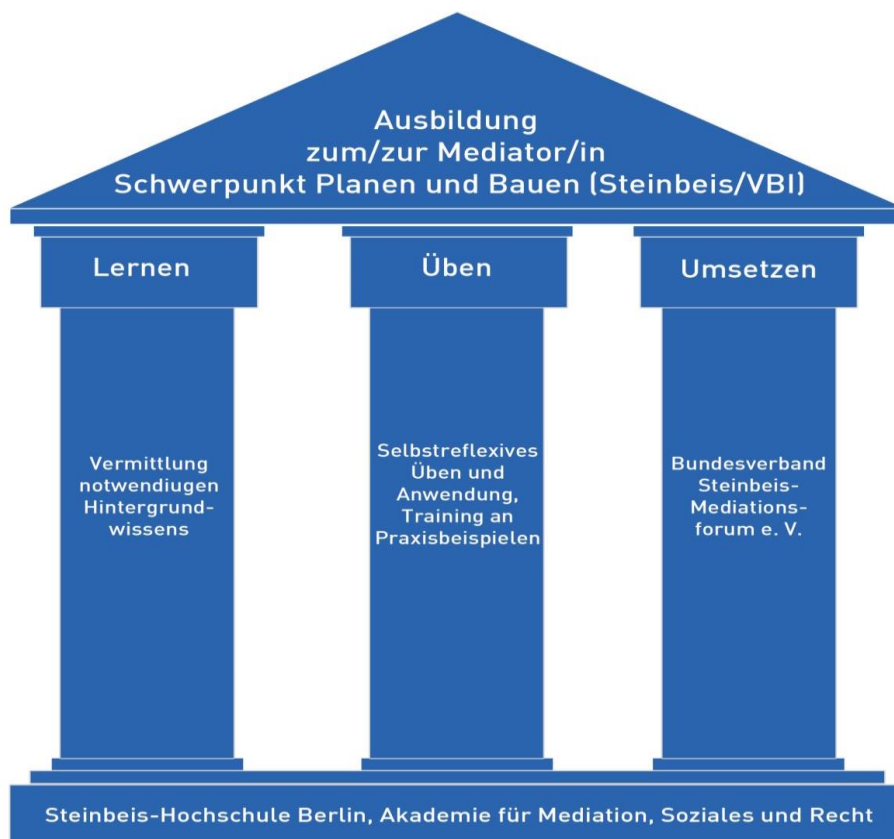 Ausbildung
zum/zur Mediator/in
Schwerpunkt Planen und Bauen (Steinbeis/VBI)
Lernen
Vermittlung
notwendiugen
Hintergrund-
wissens
Üben
Selbstreflexives
Üben und
Anwendung,
Training an
Praxisbeispielen
Umsetzen
Bundesverband
Steinbeis-
Mediations-
forum e. V.
Steinbeis-Hochschule Berlin, Akademie für Mediation, Soziales und Recht